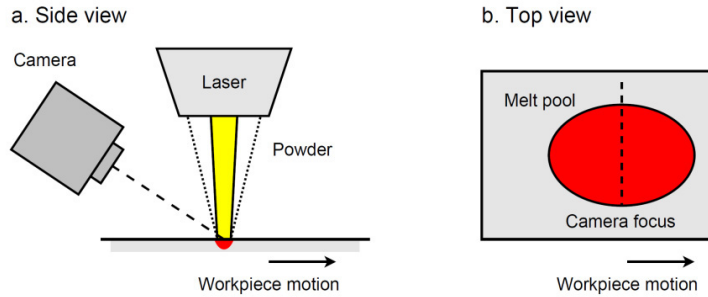 a. Side view
Camera
Laser
Powder
Workpiece motion
b. Top view
Melt pool
Camera focus
Workpiece motion